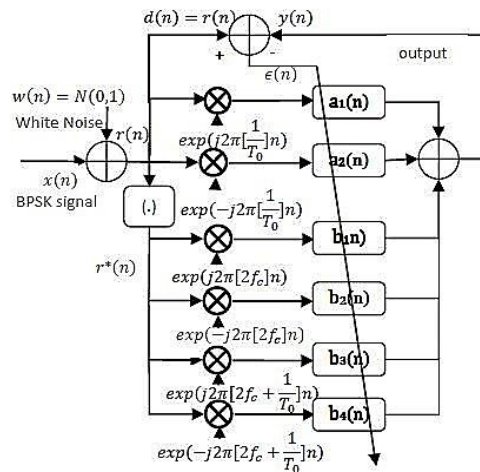 d(n) = r(n)
y(n)
+
-
output
ϵ(n)
w(n) = N(0,1)
White Noise
r(n)
a₁(n)
exp(j2π[1/T₀]n)
a₂(n)
x(n)
BPSK signal
(.)
exp(−j2π[1/T₀]n)
b₁n)
r*(n)
exp(j2π[2f_c]n)
b₂(n)
exp(−j2π[2f_c]n)
b₃(n)
exp(j2π[2f_c + 1/T₀]n)
b₄(n)
exp(−j2π[2f_c + 1/T₀]n)